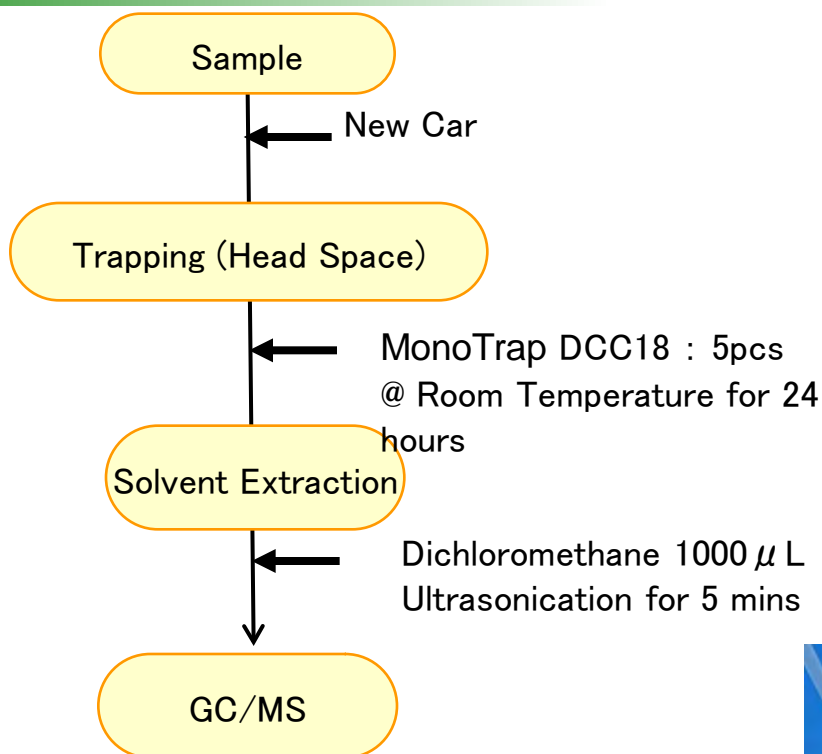 Sample
New Car
Trapping (Head Space)
MonoTrap DCC18 : 5pcs
@ Room Temperature for 24
hours
Solvent Extraction
Dichloromethane 1000 μ L
Ultrasonication for 5 mins
GC/MS